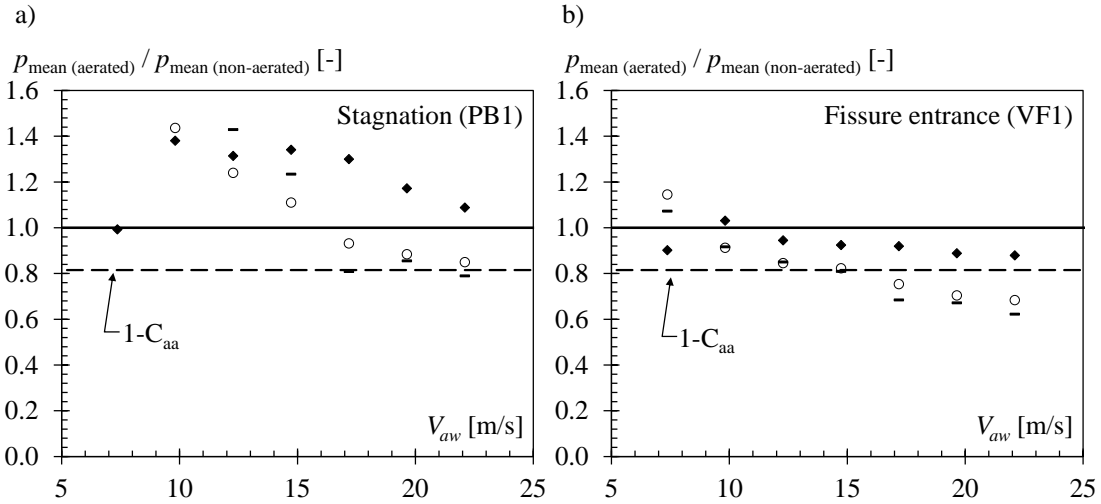 a)
p_mean (aerated) / p_mean (non-aerated) [-]
1.6
1.4
1.2
1.0
0.8
0.6
0.4
0.2
0.0
Stagnation (PB1)
1-C_aa
V_aw [m/s]
5 10 15 20 25
b)
p_mean (aerated) / p_mean (non-aerated) [-]
1.6
1.4
1.2
1.0
0.8
0.6
0.4
0.2
0.0
Fissure entrance (VF1)
1-C_aa
V_aw [m/s]
5 10 15 20 25